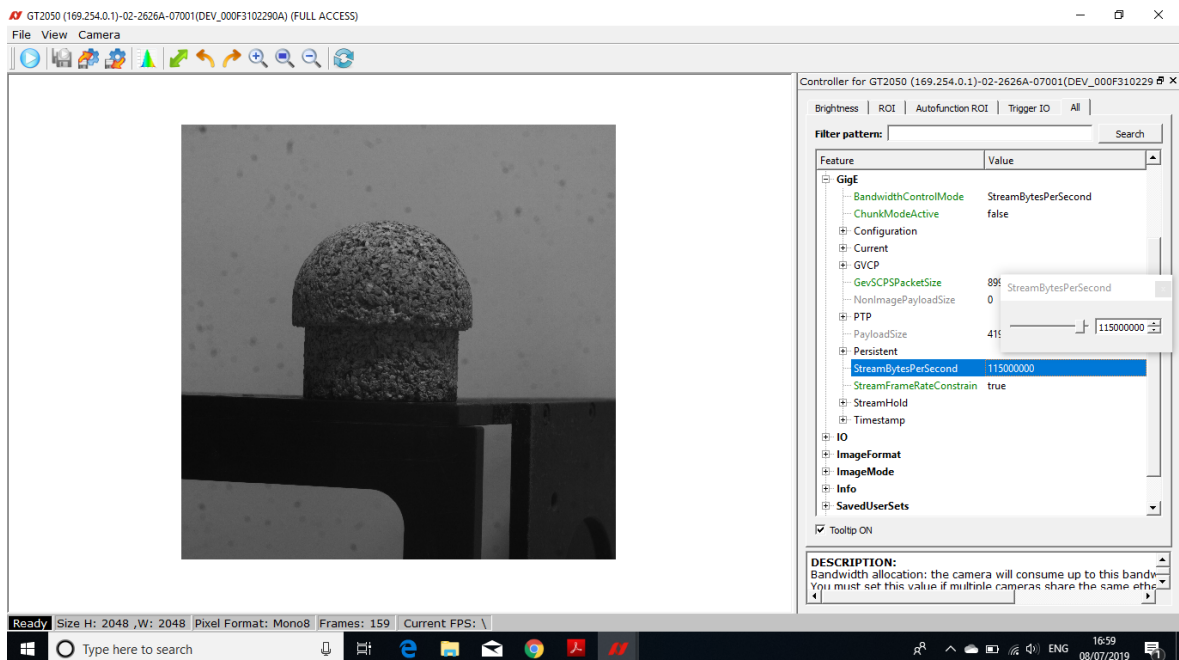 GT2050 (169.254.0.1)-02-2626A-07001(DEV_000F3102290A) (FULL ACCESS)
File View Camera
Controller for GT2050 (169.254.0.1)-02-2626A-07001(DEV_000F310229
Brightness ROI Autofunction ROI Trigger IO All
Filter pattern: Search
Feature Value
GigE
BandwidthControlMode StreamBytesPerSecond
ChunkModeActive false
Configuration
Current
GVCP
GevSCPSPacketSize 899
NonImagePayloadSize 0
StreamBytesPerSecond
115000000
PTP
PayloadSize 419
Persistent
StreamBytesPerSecond 115000000
StreamFrameRateConstrain true
StreamHold
Timestamp
IO
ImageFormat
ImageMode
Info
SavedUserSets
Tooltip ON
DESCRIPTION:
Bandwidth allocation: the camera will consume up to this bandw
You must set this value if multiple cameras share the same ethe
Ready Size H: 2048 ,W: 2048 Pixel Format: Mono8 Frames: 159 Current FPS: \
Type here to search
ENG 16:59
08/07/2019